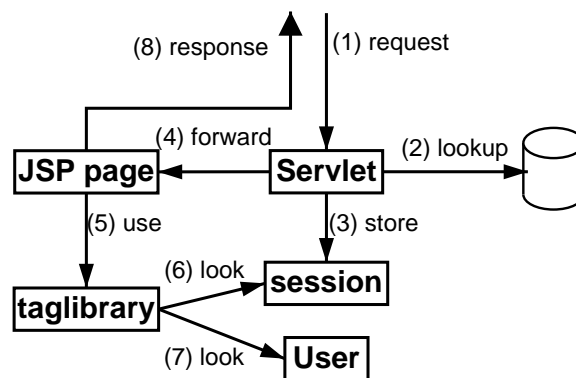 (8) response
(1) request
(4) forward
(2) lookup
JSP page
Servlet
(5) use
(3) store
(6) look
session
taglibrary
(7) look
User